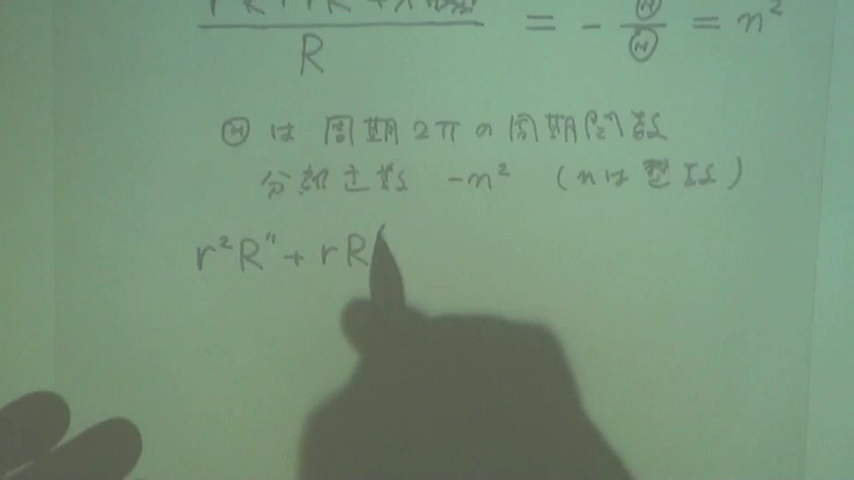 R = - Θ = n²
Θ は 周期 2π の 周期関数
分離定数 -n² (nは整数)
r²R" + rR'